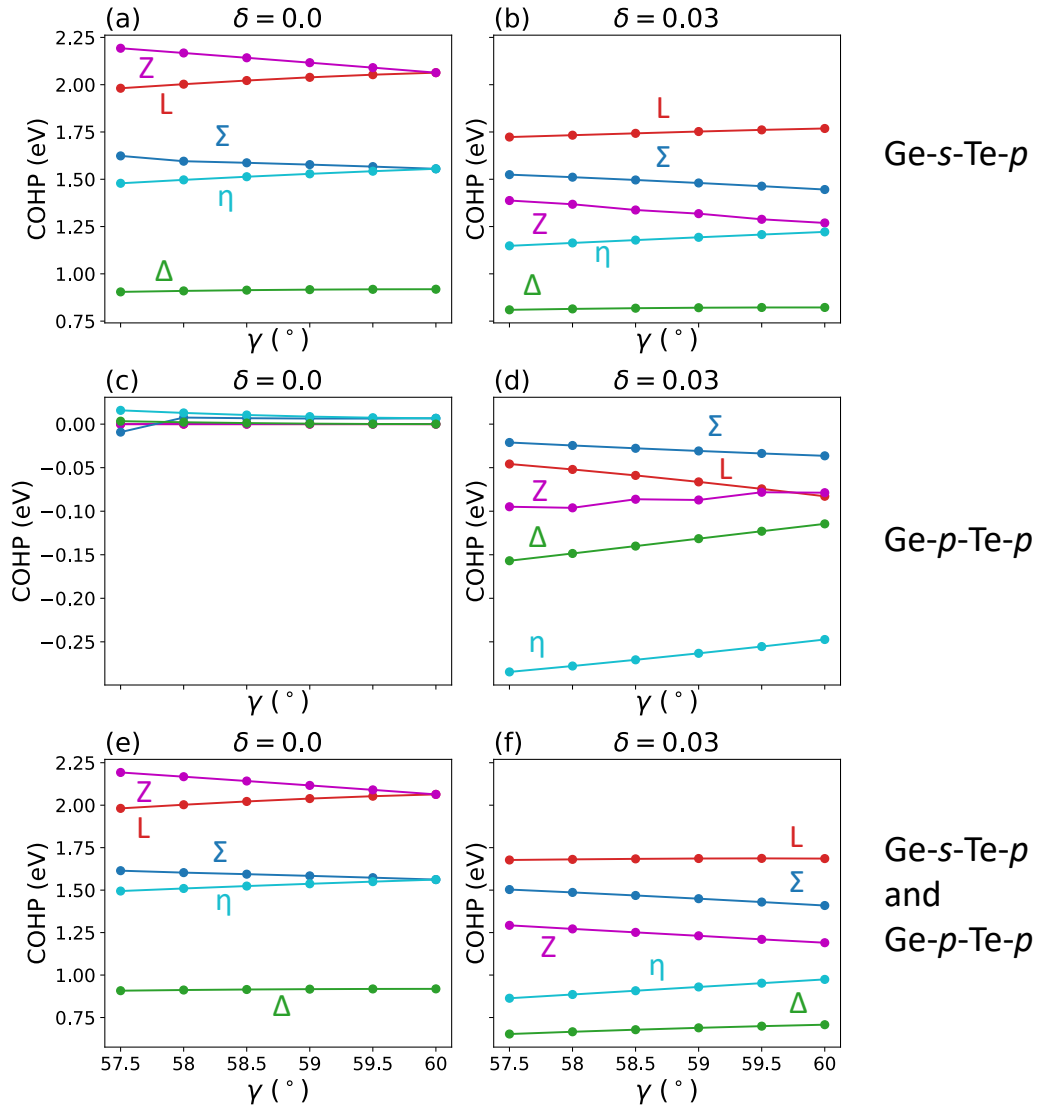 (a) δ = 0.0
COHP (eV)
2.25
2.00
1.75
1.50
1.25
1.00
0.75
Z
L
Σ
η
Δ
γ (°)
(b) δ = 0.03
COHP (eV)
L
Σ
Z
η
Δ
γ (°)
Ge-s-Te-p
(c) δ = 0.0
COHP (eV)
0.00
−0.05
−0.10
−0.15
−0.20
−0.25
γ (°)
(d) δ = 0.03
COHP (eV)
Σ
L
Z
Δ
η
γ (°)
Ge-p-Te-p
(e) δ = 0.0
COHP (eV)
2.25
2.00
1.75
1.50
1.25
1.00
0.75
Z
L
Σ
η
Δ
57.5 58 58.5 59 59.5 60
γ (°)
(f) δ = 0.03
COHP (eV)
L
Σ
Z
η
Δ
57.5 58 58.5 59 59.5 60
γ (°)
Ge-s-Te-p
and
Ge-p-Te-p